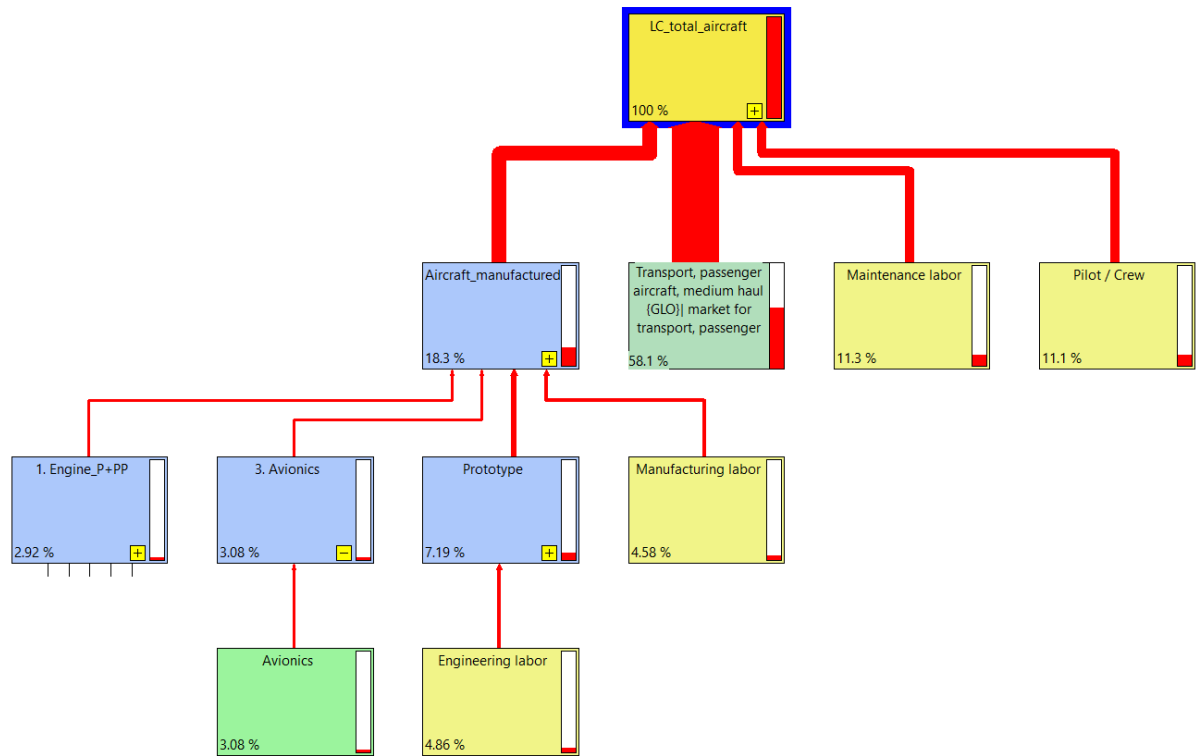 LC_total_aircraft
100 %
+
Aircraft_manufactured
18.3 %
+
Transport, passenger
aircraft, medium haul
{GLO}| market for
transport, passenger
58.1 %
Maintenance labor
11.3 %
Pilot / Crew
11.1 %
1. Engine_P+PP
2.92 %
+
3. Avionics
3.08 %
−
Prototype
7.19 %
+
Manufacturing labor
4.58 %
Avionics
3.08 %
Engineering labor
4.86 %